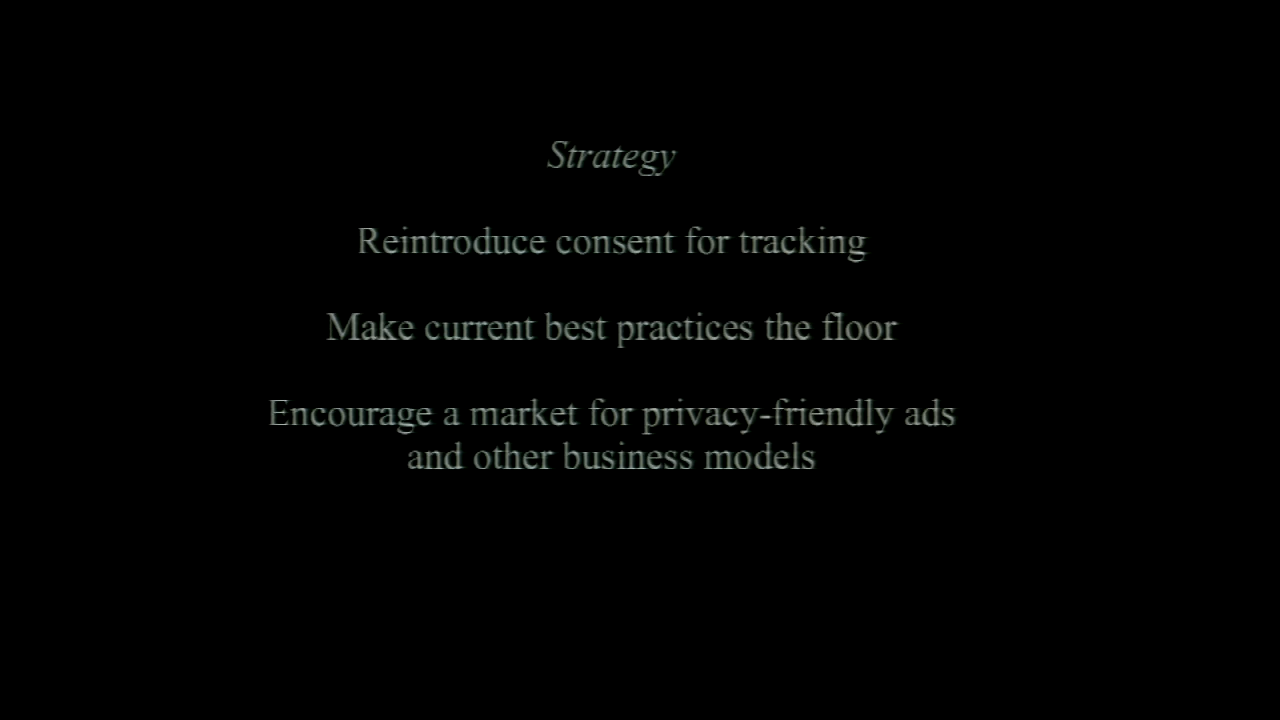 Strategy
Reintroduce consent for tracking
Make current best practices the floor
Encourage a market for privacy-friendly ads
and other business models